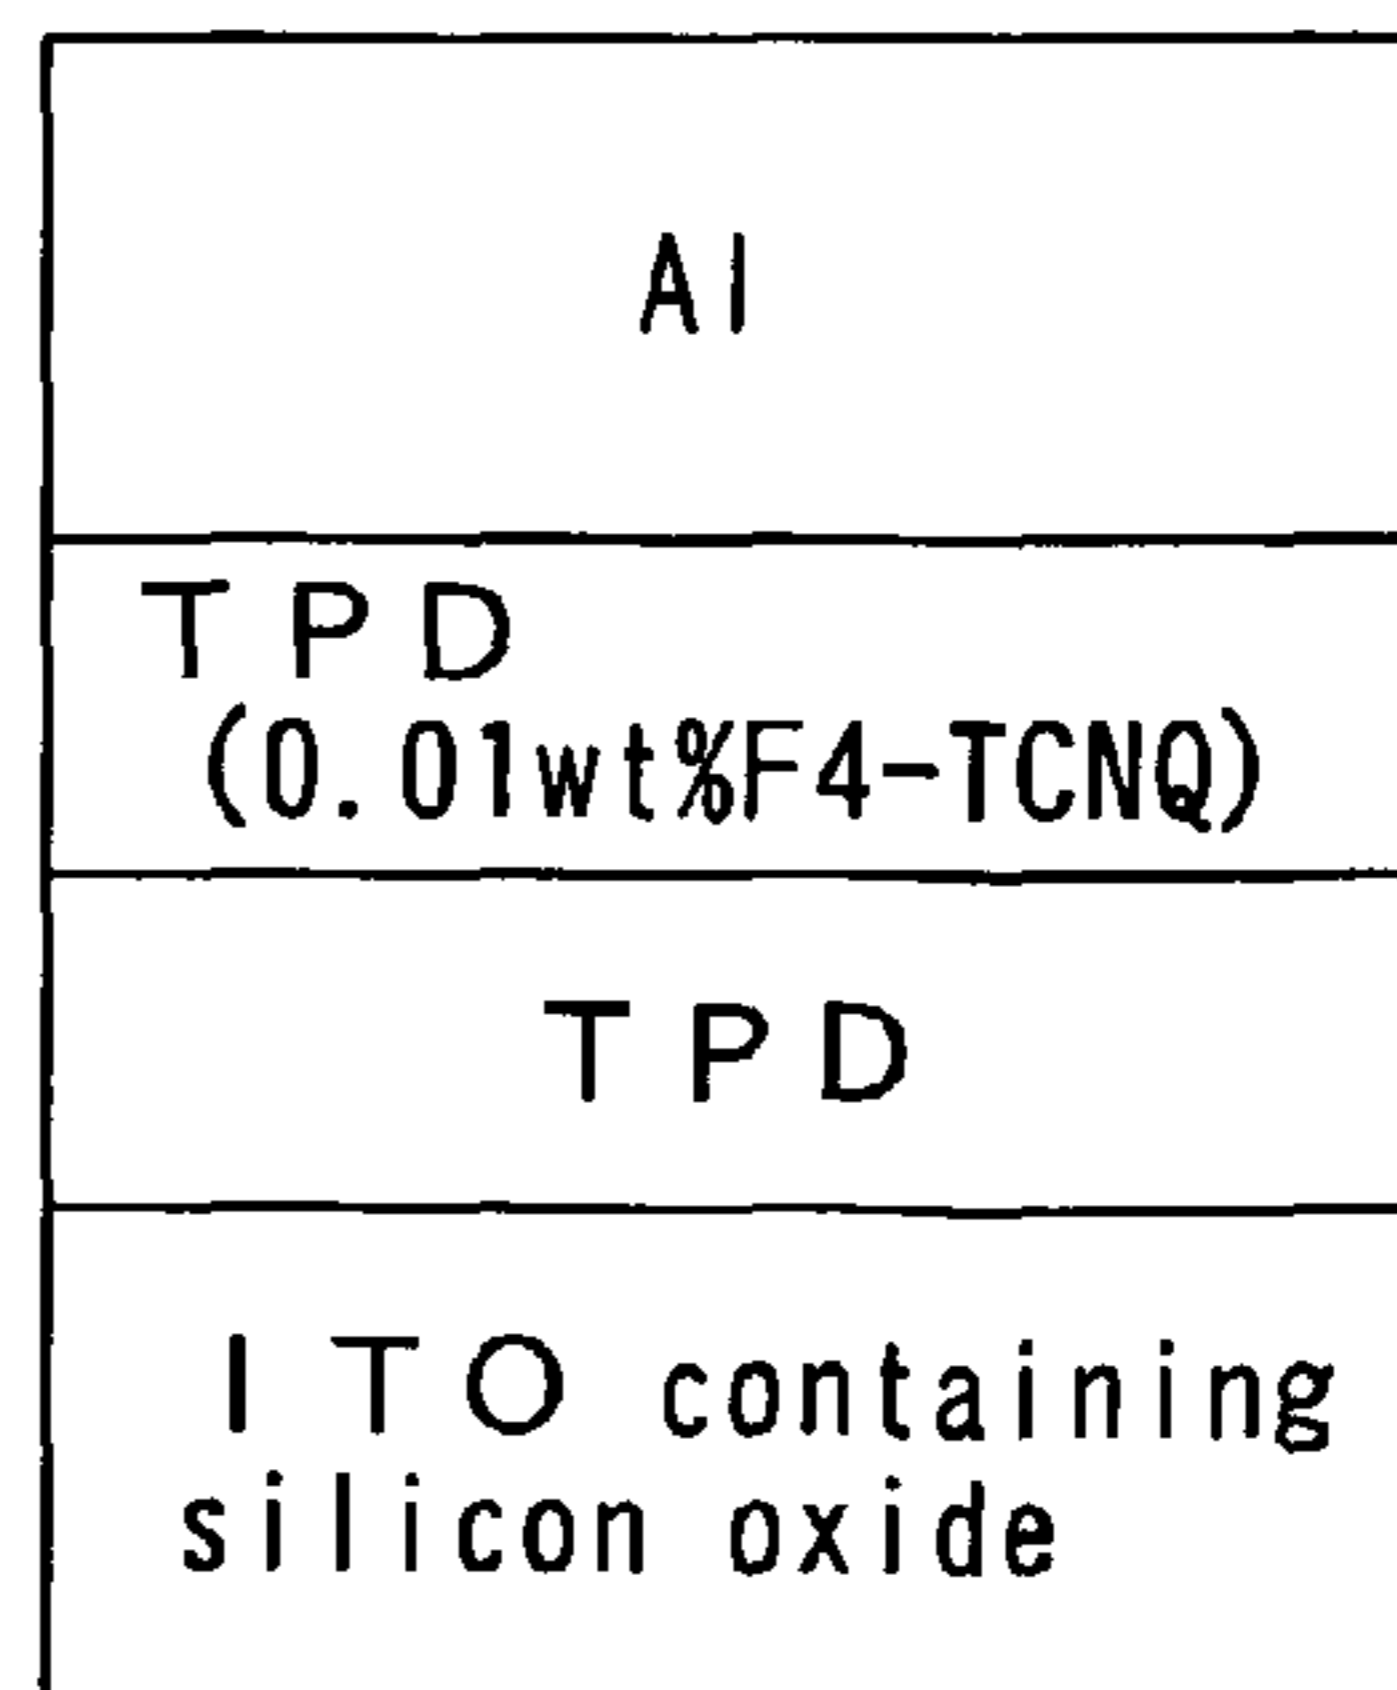 Al
TPD
(0.01wt%F4-TCNQ)
TPD
ITO containing
silicon oxide